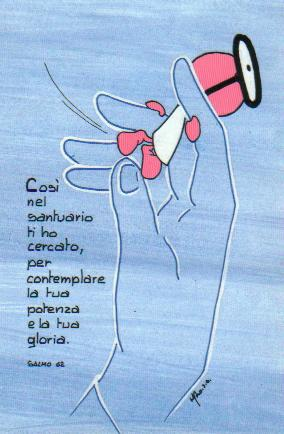 Così
nel
santuario
ti ho
cercato,
per
contemplare
la tua
potenza
e la tua
gloria.
SALMO 62